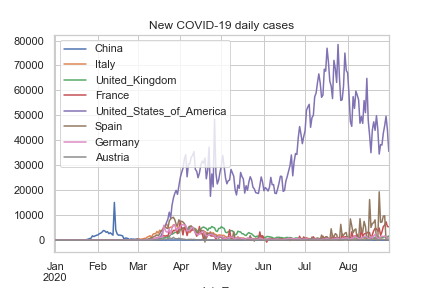 New COVID-19 daily cases
80000
70000
60000
50000
40000
30000
20000
10000
0
China
Italy
United_Kingdom
France
United_States_of_America
Spain
Germany
Austria
Jan Feb Mar Apr May Jun Jul Aug
2020